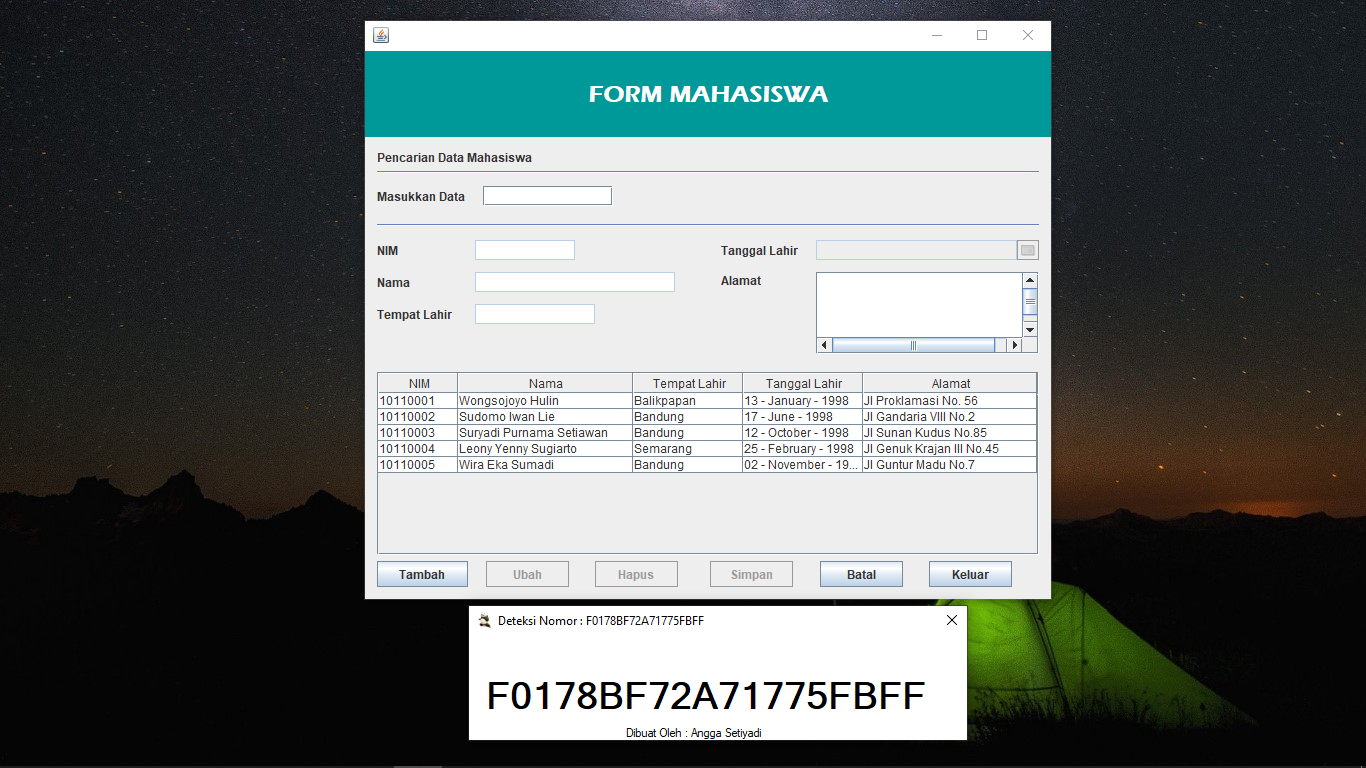 FORM MAHASISWA
Pencarian Data Mahasiswa
Masukkan Data
NIM
Tanggal Lahir
Nama
Alamat
Tempat Lahir
NIM Nama Tempat Lahir Tanggal Lahir Alamat
10110001 Wongsojoyo Hulin Balikpapan 13 - January - 1998 Jl Proklamasi No. 56
10110002 Sudomo Iwan Lie Bandung 17 - June - 1998 Jl Gandaria VIII No.2
10110003 Suryadi Purnama Setiawan Bandung 12 - October - 1998 Jl Sunan Kudus No.85
10110004 Leony Yenny Sugiarto Semarang 25 - February - 1998 Jl Genuk Krajan III No.45
10110005 Wira Eka Sumadi Bandung 02 - November - 19... Jl Guntur Madu No.7
Tambah Ubah Hapus Simpan Batal Keluar
Deteksi Nomor : F0178BF72A71775FBFF
F0178BF72A71775FBFF
Dibuat Oleh : Angga Setiyadi